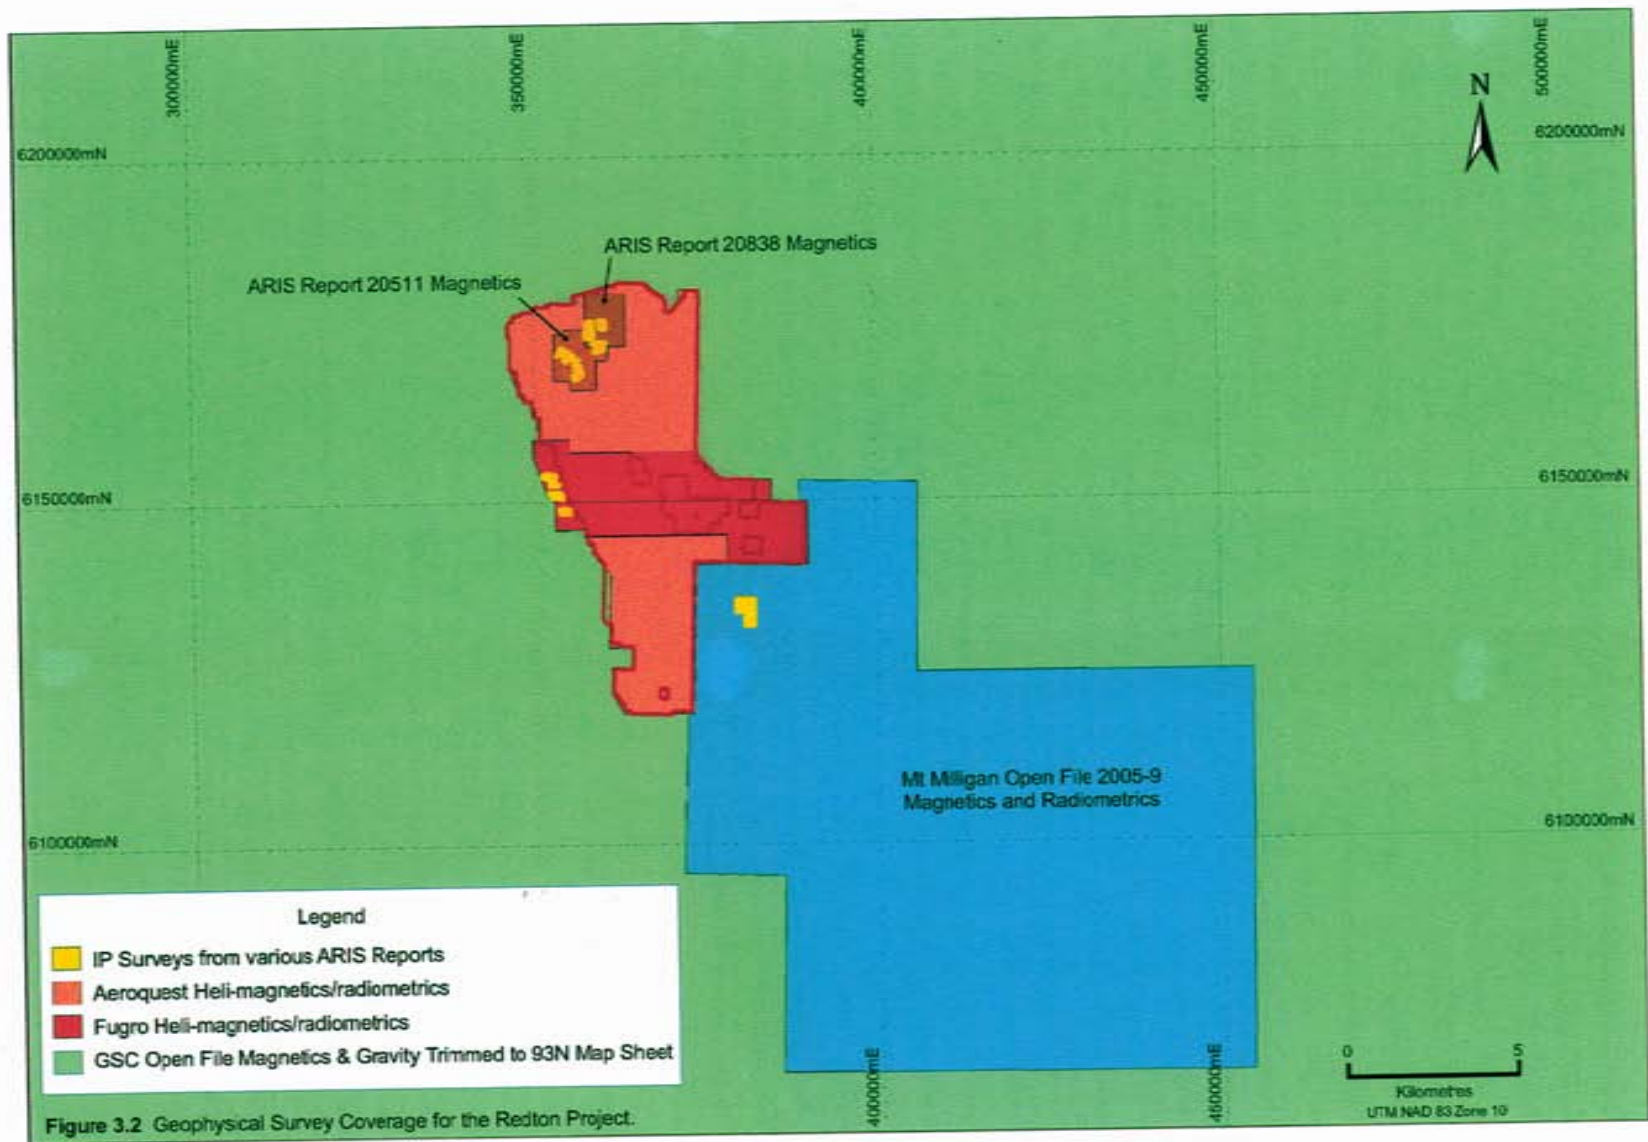 300000mE
350000mE
400000mE
450000mE
500000mE
N
6200000mN
6200000mN
ARIS Report 20838 Magnetics
ARIS Report 20511 Magnetics
6150000mN
6150000mN
Mt Milligan Open File 2005-9
Magnetics and Radiometrics
6100000mN
6100000mN
Legend
IP Surveys from various ARIS Reports
Aeroquest Heli-magnetics/radiometrics
Fugro Heli-magnetics/radiometrics
GSC Open File Magnetics & Gravity Trimmed to 93N Map Sheet
400000mE
450000mE
0 5
Kilometres
UTM NAD 83 Zone 10
Figure 3.2 Geophysical Survey Coverage for the Redton Project.